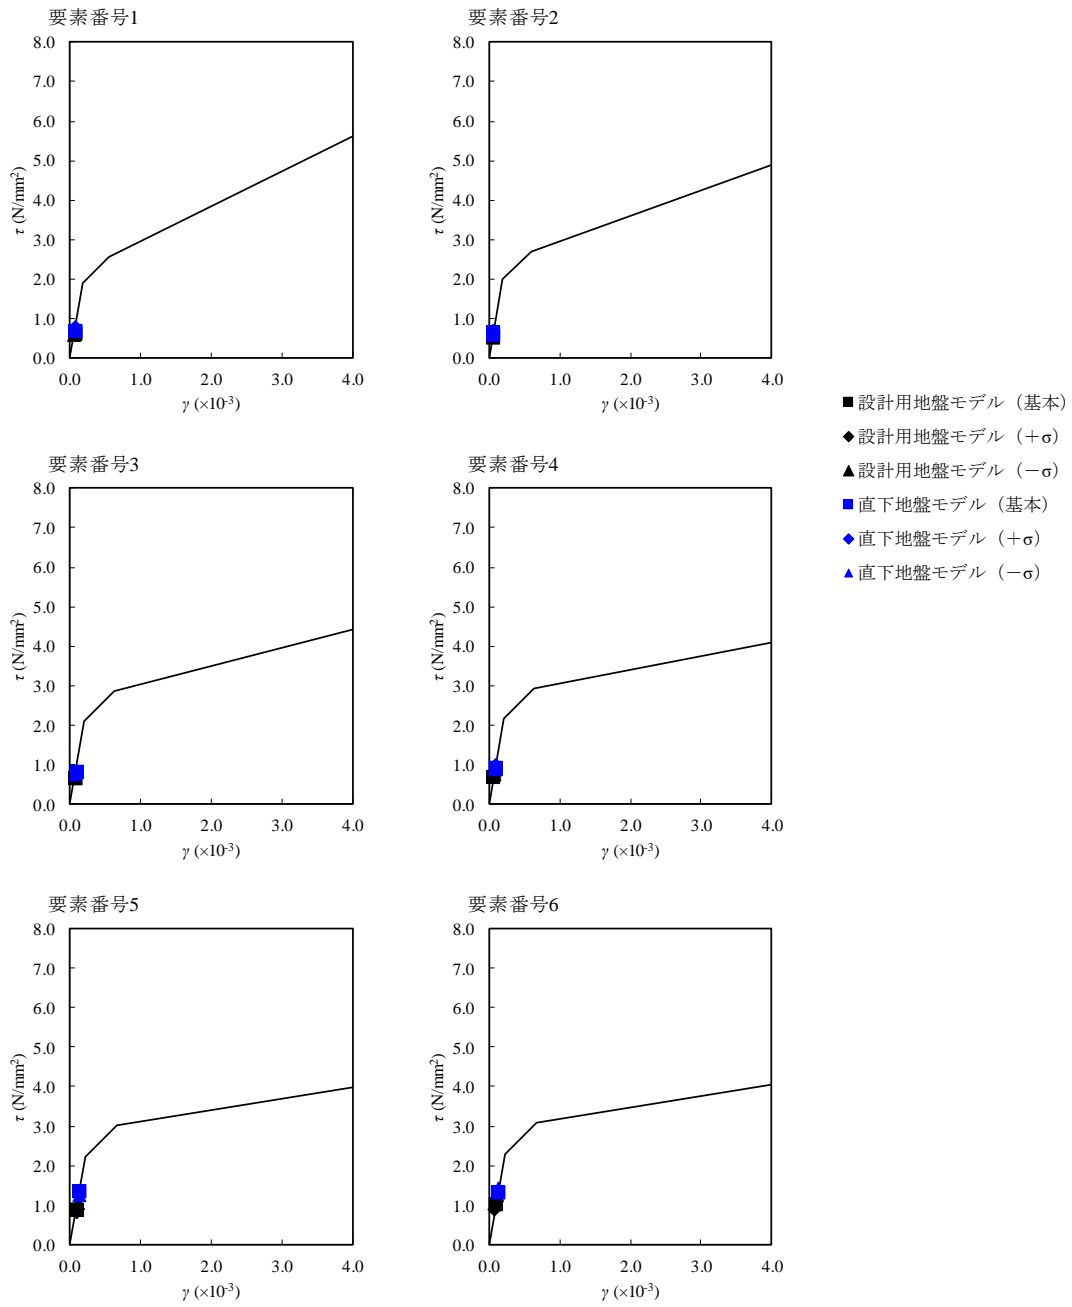 要素番号1
8.0
7.0
6.0
5.0
4.0
3.0
2.0
1.0
0.0
τ (N/mm²)
0.0 1.0 2.0 3.0 4.0
γ (×10⁻³)
要素番号2
8.0
7.0
6.0
5.0
4.0
3.0
2.0
1.0
0.0
τ (N/mm²)
0.0 1.0 2.0 3.0 4.0
γ (×10⁻³)
設計用地盤モデル（基本）
設計用地盤モデル（＋σ）
設計用地盤モデル（－σ）
直下地盤モデル（基本）
直下地盤モデル（＋σ）
直下地盤モデル（－σ）
要素番号3
8.0
7.0
6.0
5.0
4.0
3.0
2.0
1.0
0.0
τ (N/mm²)
0.0 1.0 2.0 3.0 4.0
γ (×10⁻³)
要素番号4
8.0
7.0
6.0
5.0
4.0
3.0
2.0
1.0
0.0
τ (N/mm²)
0.0 1.0 2.0 3.0 4.0
γ (×10⁻³)
要素番号5
8.0
7.0
6.0
5.0
4.0
3.0
2.0
1.0
0.0
τ (N/mm²)
0.0 1.0 2.0 3.0 4.0
γ (×10⁻³)
要素番号6
8.0
7.0
6.0
5.0
4.0
3.0
2.0
1.0
0.0
τ (N/mm²)
0.0 1.0 2.0 3.0 4.0
γ (×10⁻³)